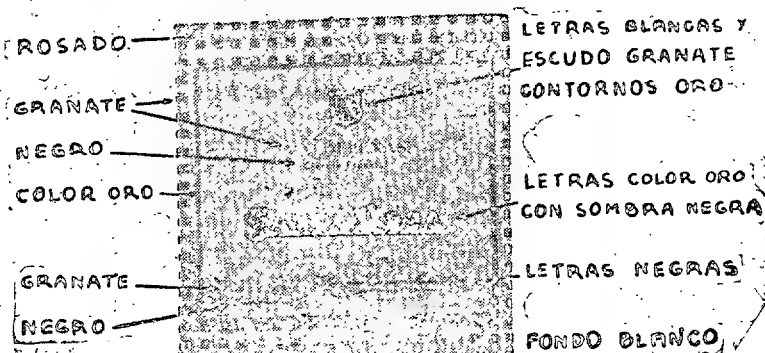 ROSADO
GRANATE
NEGRO
COLOR ORO
GRANATE
NEGRO
LETRAS BLANCAS Y
ESCUDO GRANATE
CONTORNOS ORO
LETRAS COLOR ORO
CON SOMBRA NEGRA
LETRAS NEGRAS
FONDO BLANCO